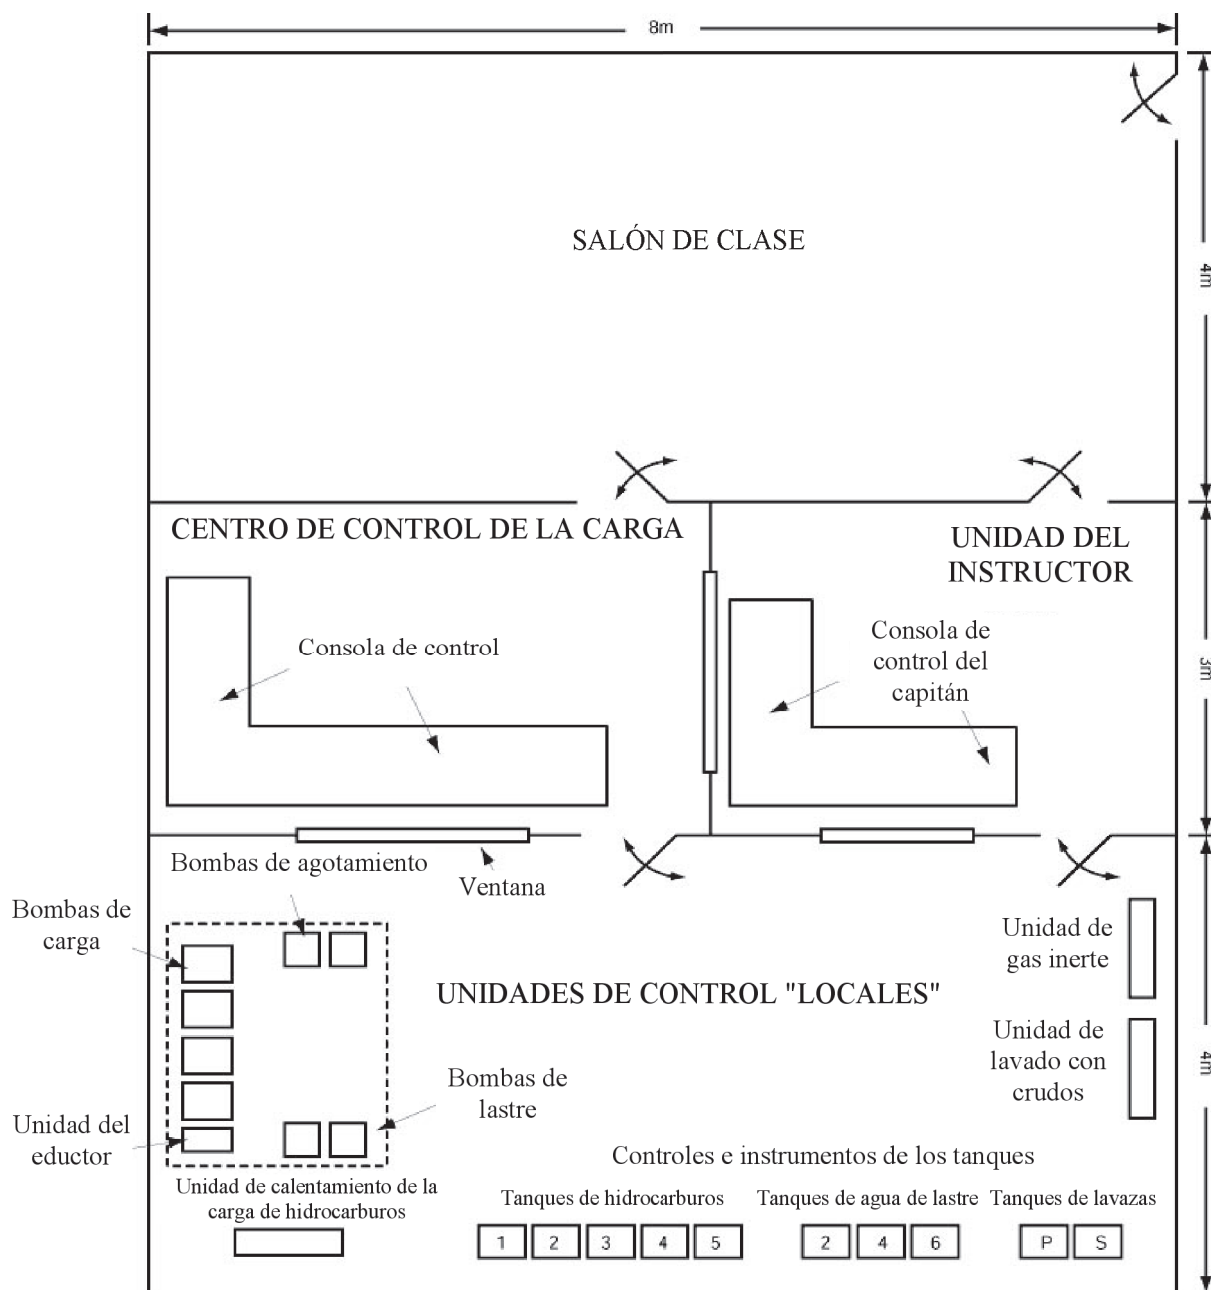 8m
SALÓN DE CLASE
4m
CENTRO DE CONTROL DE LA CARGA
UNIDAD DEL
INSTRUCTOR
Consola de control
Consola de
control del
capitán
3m
Bombas de agotamiento
Ventana
Bombas de
carga
Unidad de
gas inerte
UNIDADES DE CONTROL "LOCALES"
Unidad de
lavado con
crudos
4m
Bombas de
lastre
Unidad del
eductor
Controles e instrumentos de los tanques
Unidad de calentamiento de la
carga de hidrocarburos
Tanques de hidrocarburos
Tanques de agua de lastre
Tanques de lavazas
1 2 3 4 5
2 4 6
P S